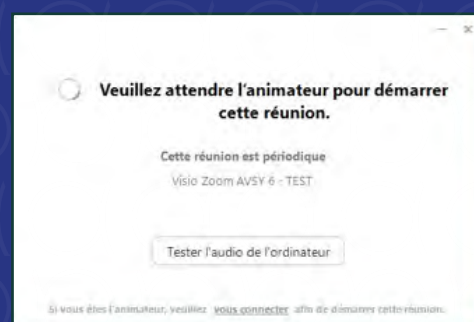 Veuillez attendre l'animateur pour démarrer
cette réunion.
Cette réunion est périodique
Visio Zoom AVSY 6 - TEST
Tester l'audio de l'ordinateur
Si vous êtes l'animateur, veuillez vous connecter afin de démarrer cette réunion.